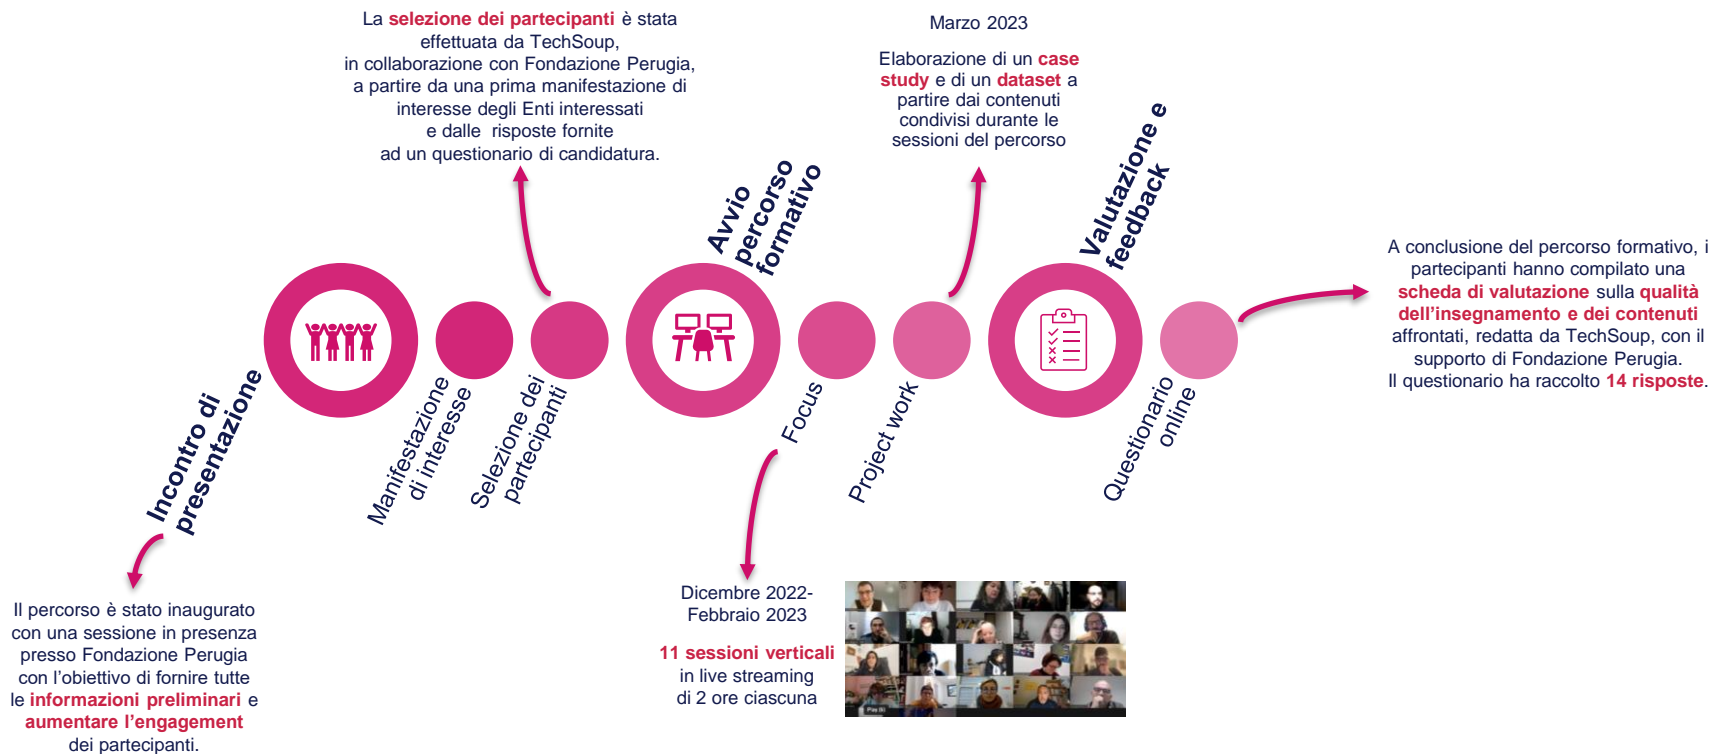 La selezione dei partecipanti è stata
effettuata da TechSoup,
in collaborazione con Fondazione Perugia,
a partire da una prima manifestazione di
interesse degli Enti interessati
e dalle risposte fornite
ad un questionario di candidatura.
Marzo 2023
Elaborazione di un case
study e di un dataset a
partire dai contenuti
condivisi durante le
sessioni del percorso
Avvio
percorso
formativo
Valutazione e
feedback
A conclusione del percorso formativo, i
partecipanti hanno compilato una
scheda di valutazione sulla qualità
dell'insegnamento e dei contenuti
affrontati, redatta da TechSoup, con il
supporto di Fondazione Perugia.
Il questionario ha raccolto 14 risposte.
Incontro di
presentazione
Manifestazione
di interesse
Selezione dei
partecipanti
Focus
Project work
Questionario
online
Il percorso è stato inaugurato
con una sessione in presenza
presso Fondazione Perugia
con l'obiettivo di fornire tutte
le informazioni preliminari e
aumentare l'engagement
dei partecipanti.
Dicembre 2022-
Febbraio 2023
11 sessioni verticali
in live streaming
di 2 ore ciascuna